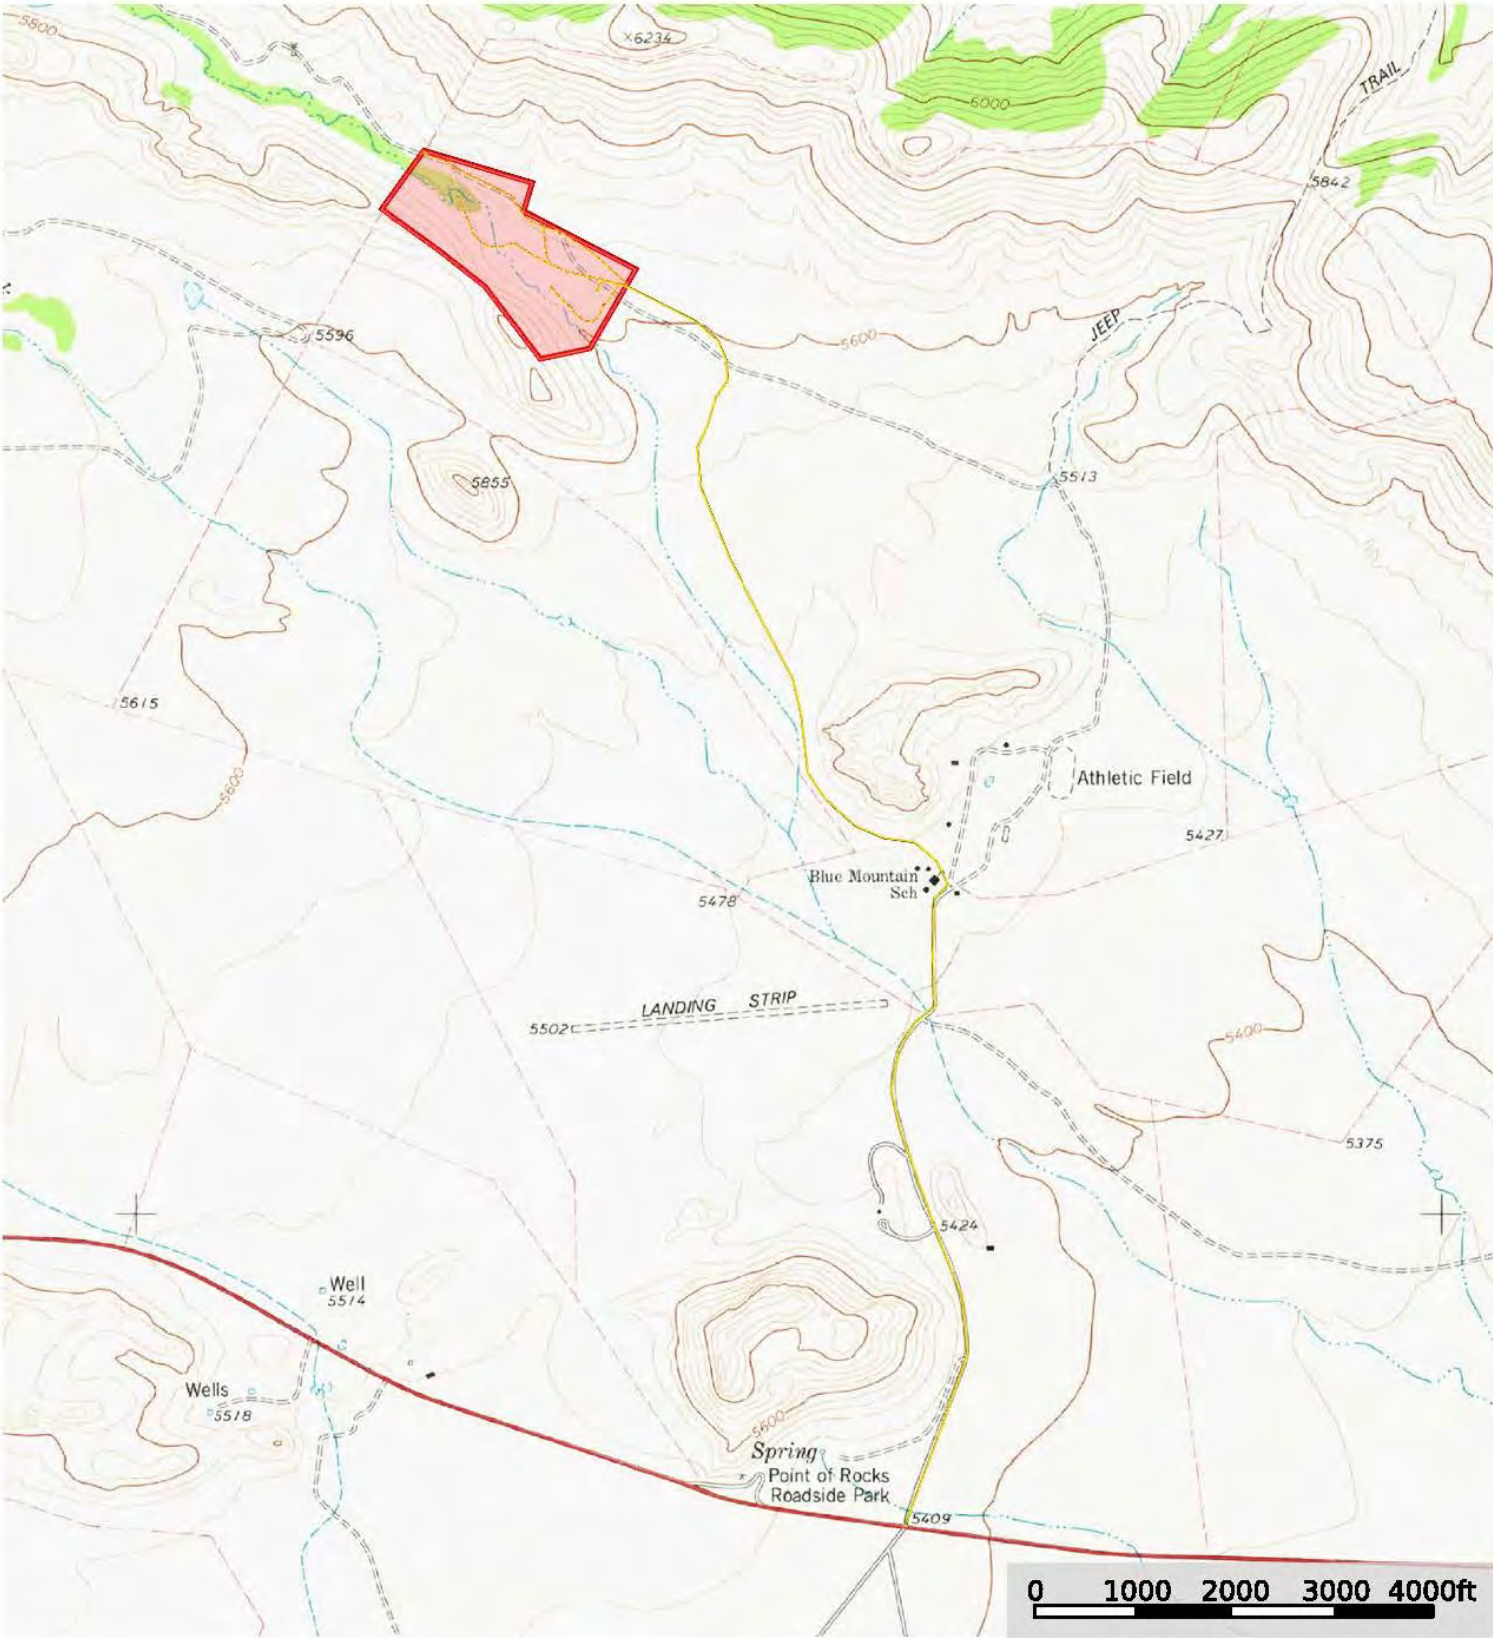 5800
×6234
6000
TRAIL
5842
5596
5600
JEEP
5855
5513
5615
5600
Athletic Field
5427
Blue Mountain
Sch
5478
LANDING STRIP
5502
5400
5375
5424
Well
5514
Wells
5518
5600
Spring
Point of Rocks
Roadside Park
5409
0 1000 2000 3000 4000ft